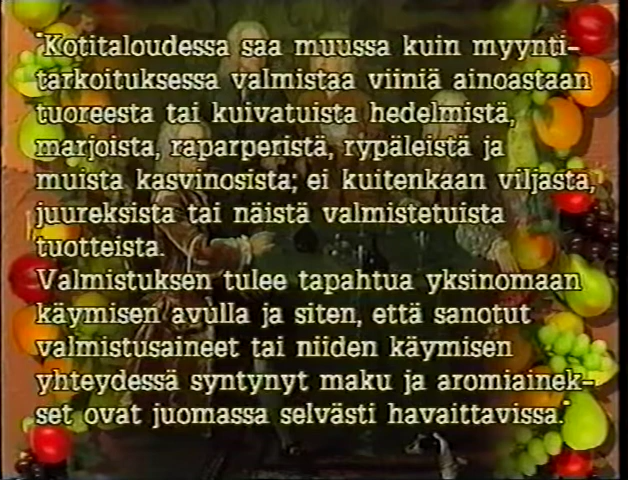 "Kotitaloudessa saa muussa kuin myynti-
tarkoituksessa valmistaa viiniä ainoastaan
tuoreesta tai kuivatuista hedelmistä,
marjoista, raparperistä, rypäleistä ja
muista kasvinosista; ei kuitenkaan viljasta,
juureksista tai näistä valmistetuista
tuotteista.
Valmistuksen tulee tapahtua yksinomaan
käymisen avulla ja siten, että sanotut
valmistusaineet tai niiden käymisen
yhteydessä syntynyt maku ja aromiainek-
set ovat juomassa selvästi havaittavissa."